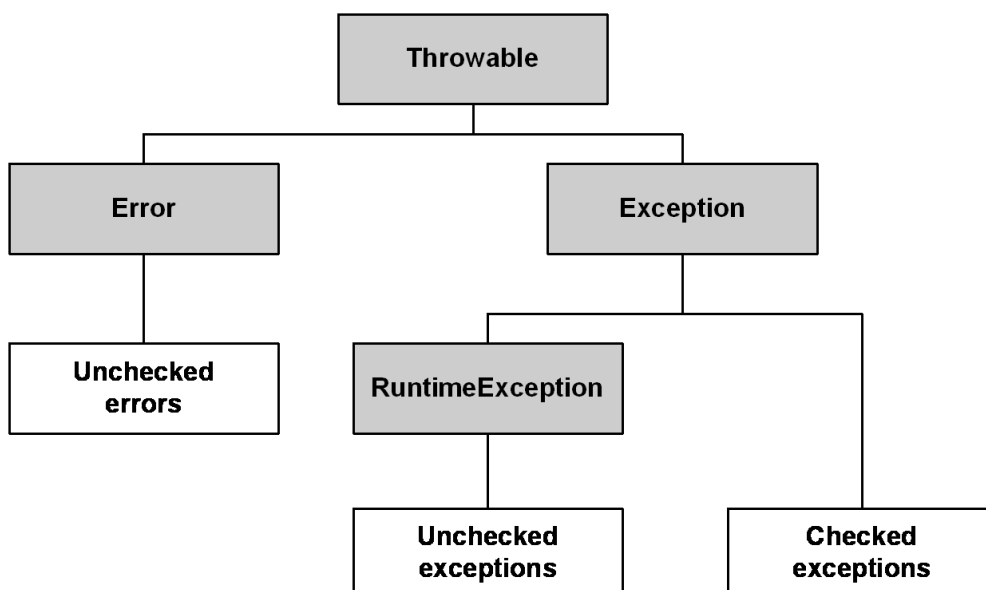 Throwable
Error
Exception
Unchecked
errors
RuntimeException
Unchecked
exceptions
Checked
exceptions